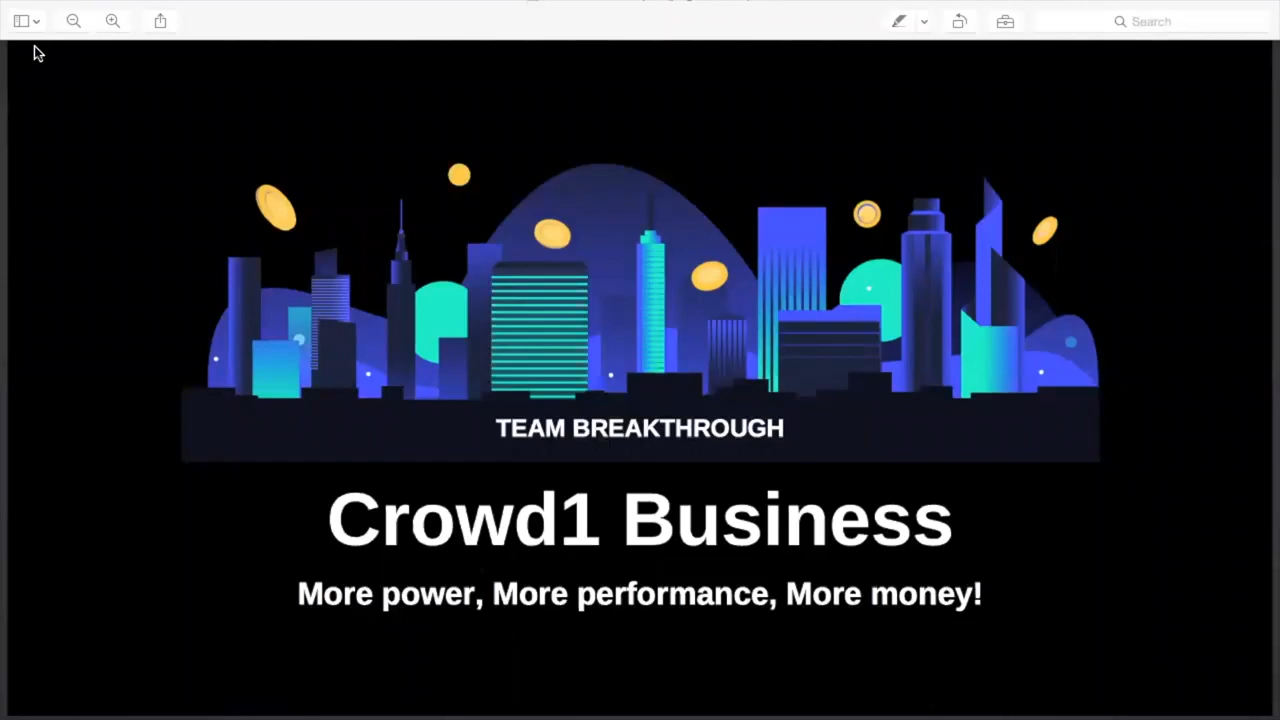 Search
TEAM BREAKTHROUGH
Crowd1 Business
More power, More performance, More money!